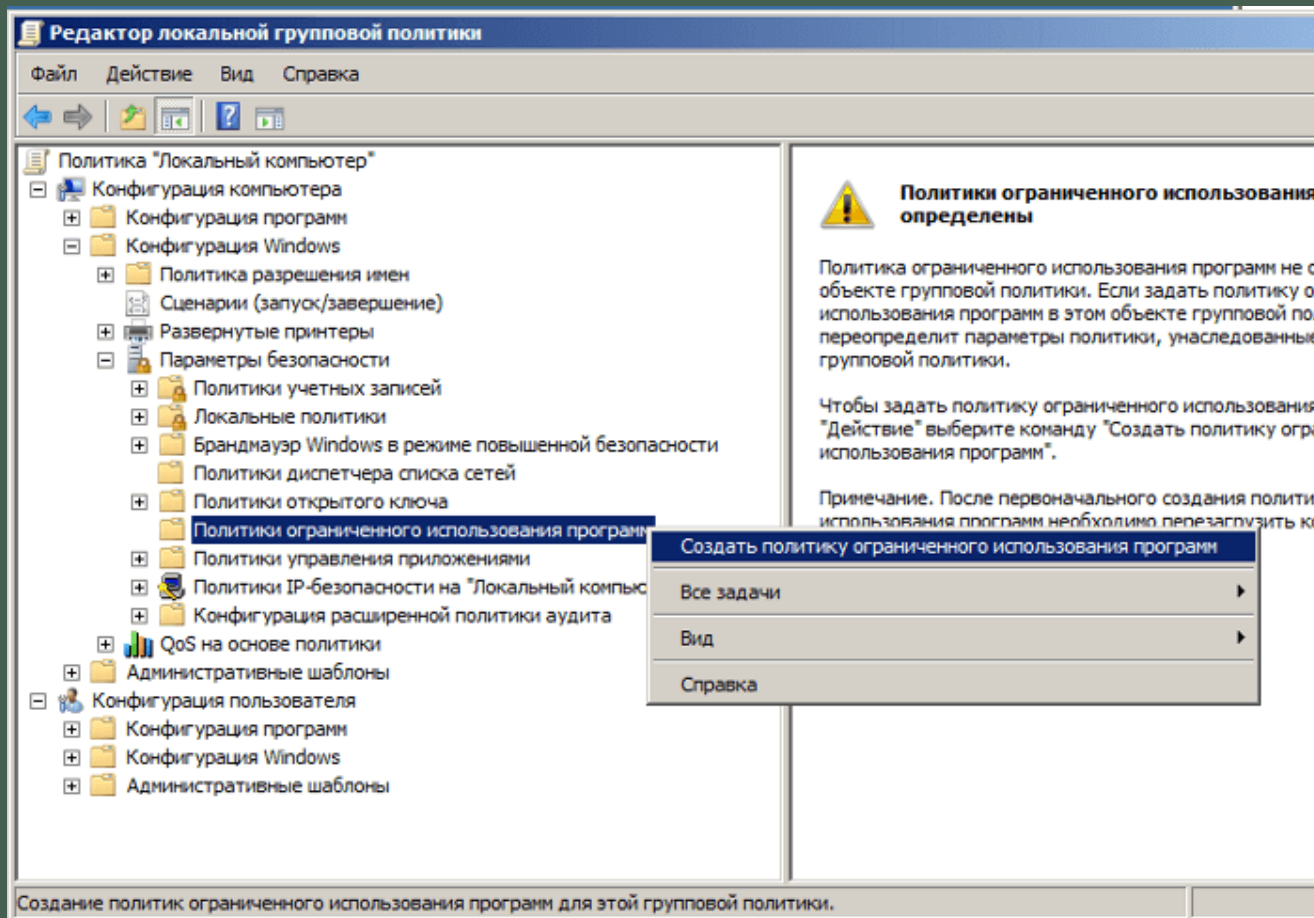 Редактор локальной групповой политики
Файл Действие Вид Справка
Политика "Локальный компьютер"
Конфигурация компьютера
Конфигурация программ
Конфигурация Windows
Политика разрешения имен
Сценарии (запуск/завершение)
Развернутые принтеры
Параметры безопасности
Политики учетных записей
Локальные политики
Брандмауэр Windows в режиме повышенной безопасности
Политики диспетчера списка сетей
Политики открытого ключа
Политики ограниченного использования программ
Политики управления приложениями
Политики IP-безопасности на "Локальный компью
Конфигурация расширенной политики аудита
QoS на основе политики
Административные шаблоны
Конфигурация пользователя
Конфигурация программ
Конфигурация Windows
Административные шаблоны
Политики ограниченного использования
определены
Политика ограниченного использования программ не
объекте групповой политики. Если задать политику
использования программ в этом объекте групповой
переопределит параметры политики, унаследованные
групповой политики.
Чтобы задать политику ограниченного использования
"Действие" выберите команду "Создать политику
использования программ".
Примечание. После первоначального создания
использования программ необходимо перезагрузить
Создать политику ограниченного использования программ
Все задачи
Вид
Справка
Создание политик ограниченного использования программ для этой групповой политики.